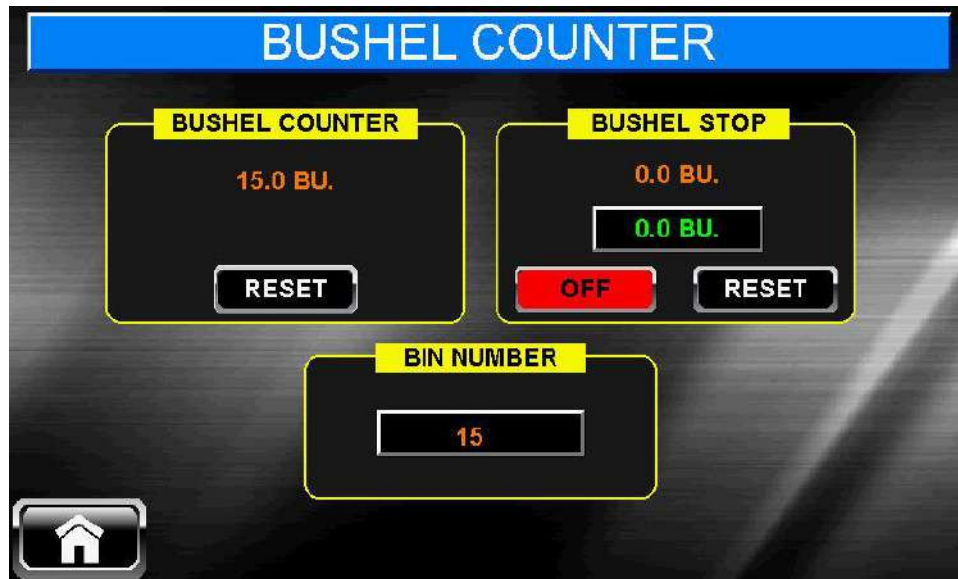 BUSHEL COUNTER
BUSHEL COUNTER
15.0 BU.
RESET
BUSHEL STOP
0.0 BU.
0.0 BU.
OFF
RESET
BIN NUMBER
15